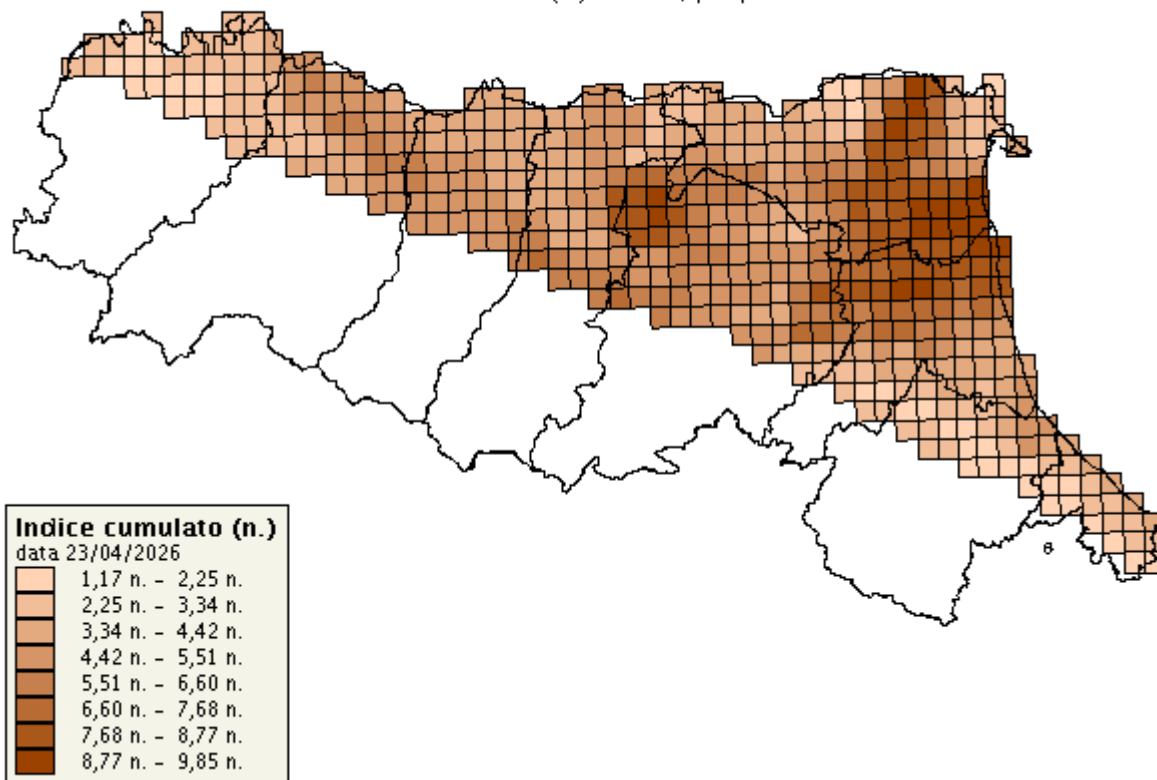 Indice cumulato (n.)
data 23/04/2026
1,17 n. - 2,25 n.
2,25 n. - 3,34 n.
3,34 n. - 4,42 n.
4,42 n. - 5,51 n.
5,51 n. - 6,60 n.
6,60 n. - 7,68 n.
7,68 n. - 8,77 n.
8,77 n. - 9,85 n.